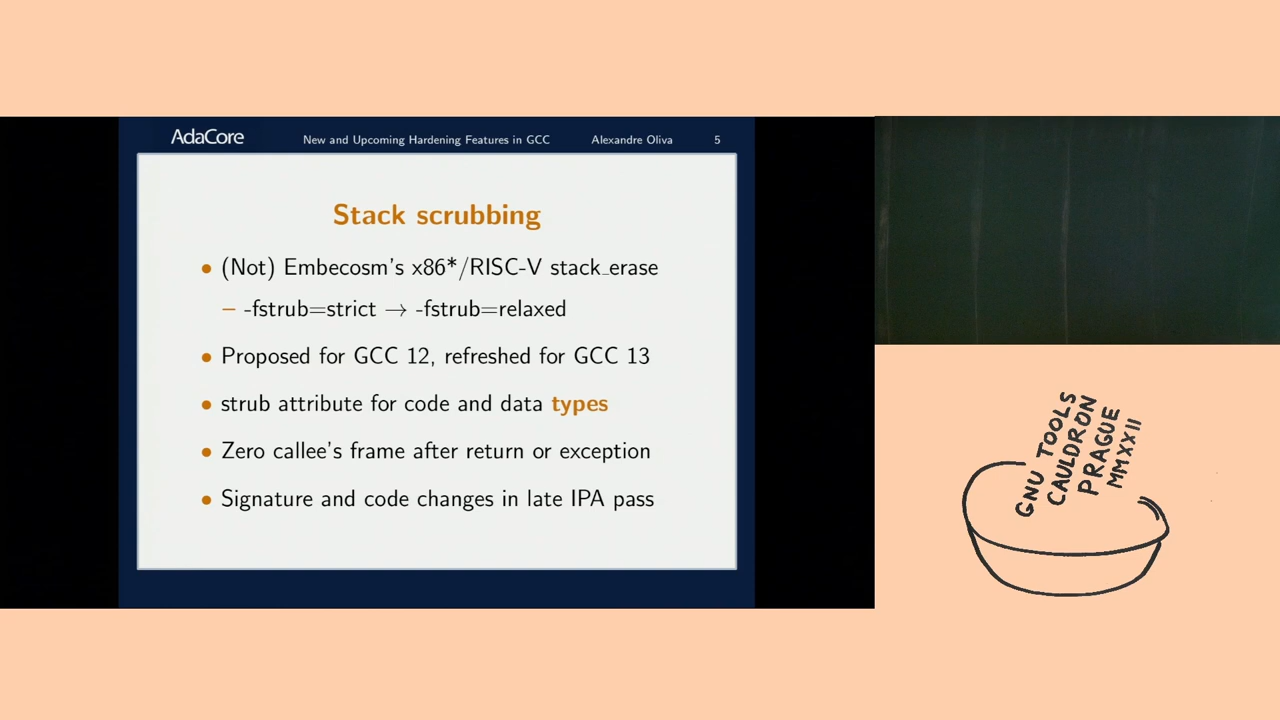 AdaCore New and Upcoming Hardening Features in GCC Alexandre Oliva 5
Stack scrubbing
• (Not) Embecosm's x86*/RISC-V stack_erase
– -fstrub=strict → -fstrub=relaxed
• Proposed for GCC 12, refreshed for GCC 13
• strub attribute for code and data types
• Zero callee's frame after return or exception
• Signature and code changes in late IPA pass
GNU TOOLS
CAULDRON
PRAGUE
MMXXII